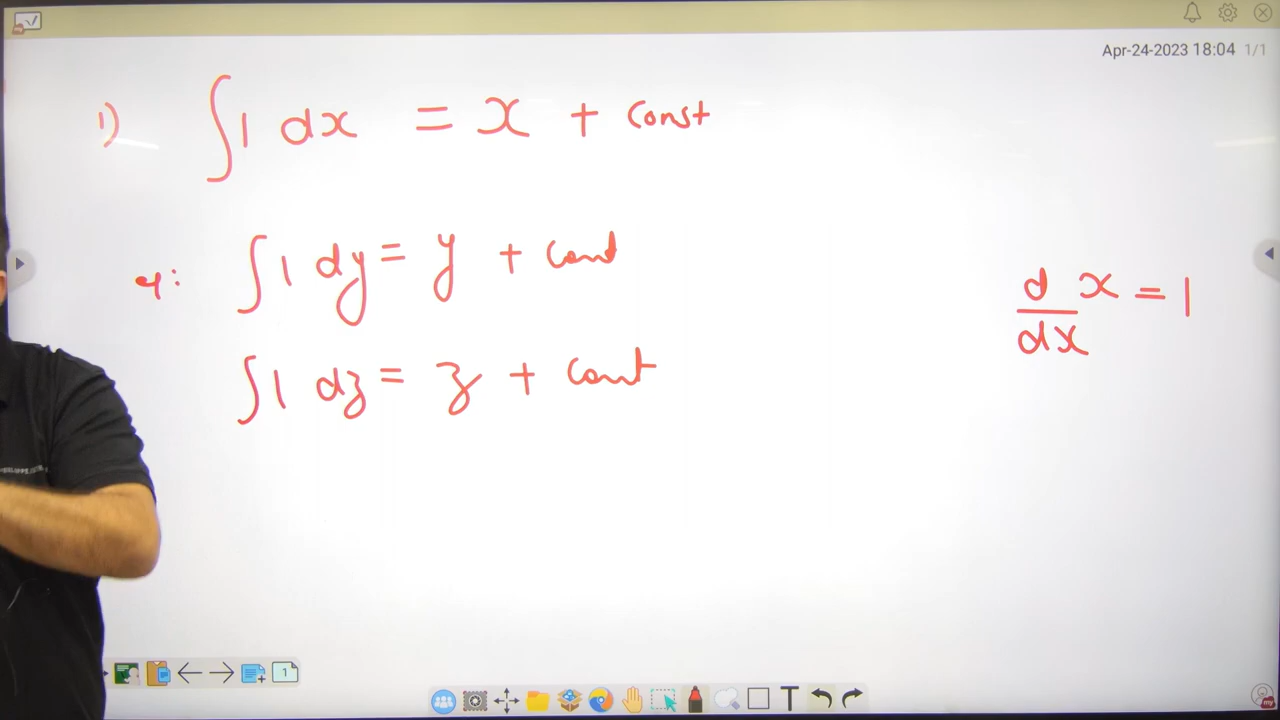 Apr-24-2023 18:04 1/1
1) ∫ 1 dx = x + const
∫ 1 dy = y + const
∫ 1 dz = z + const
d/dx x = 1
1
T